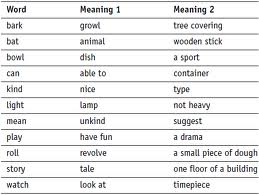 Word Meaning 1 Meaning 2
bark growl tree covering
bat animal wooden stick
bowl dish a sport
can able to container
kind nice type
light lamp not heavy
mean unkind suggest
play have fun a drama
roll revolve a small piece of dough
story tale one floor of a building
watch look at timepiece